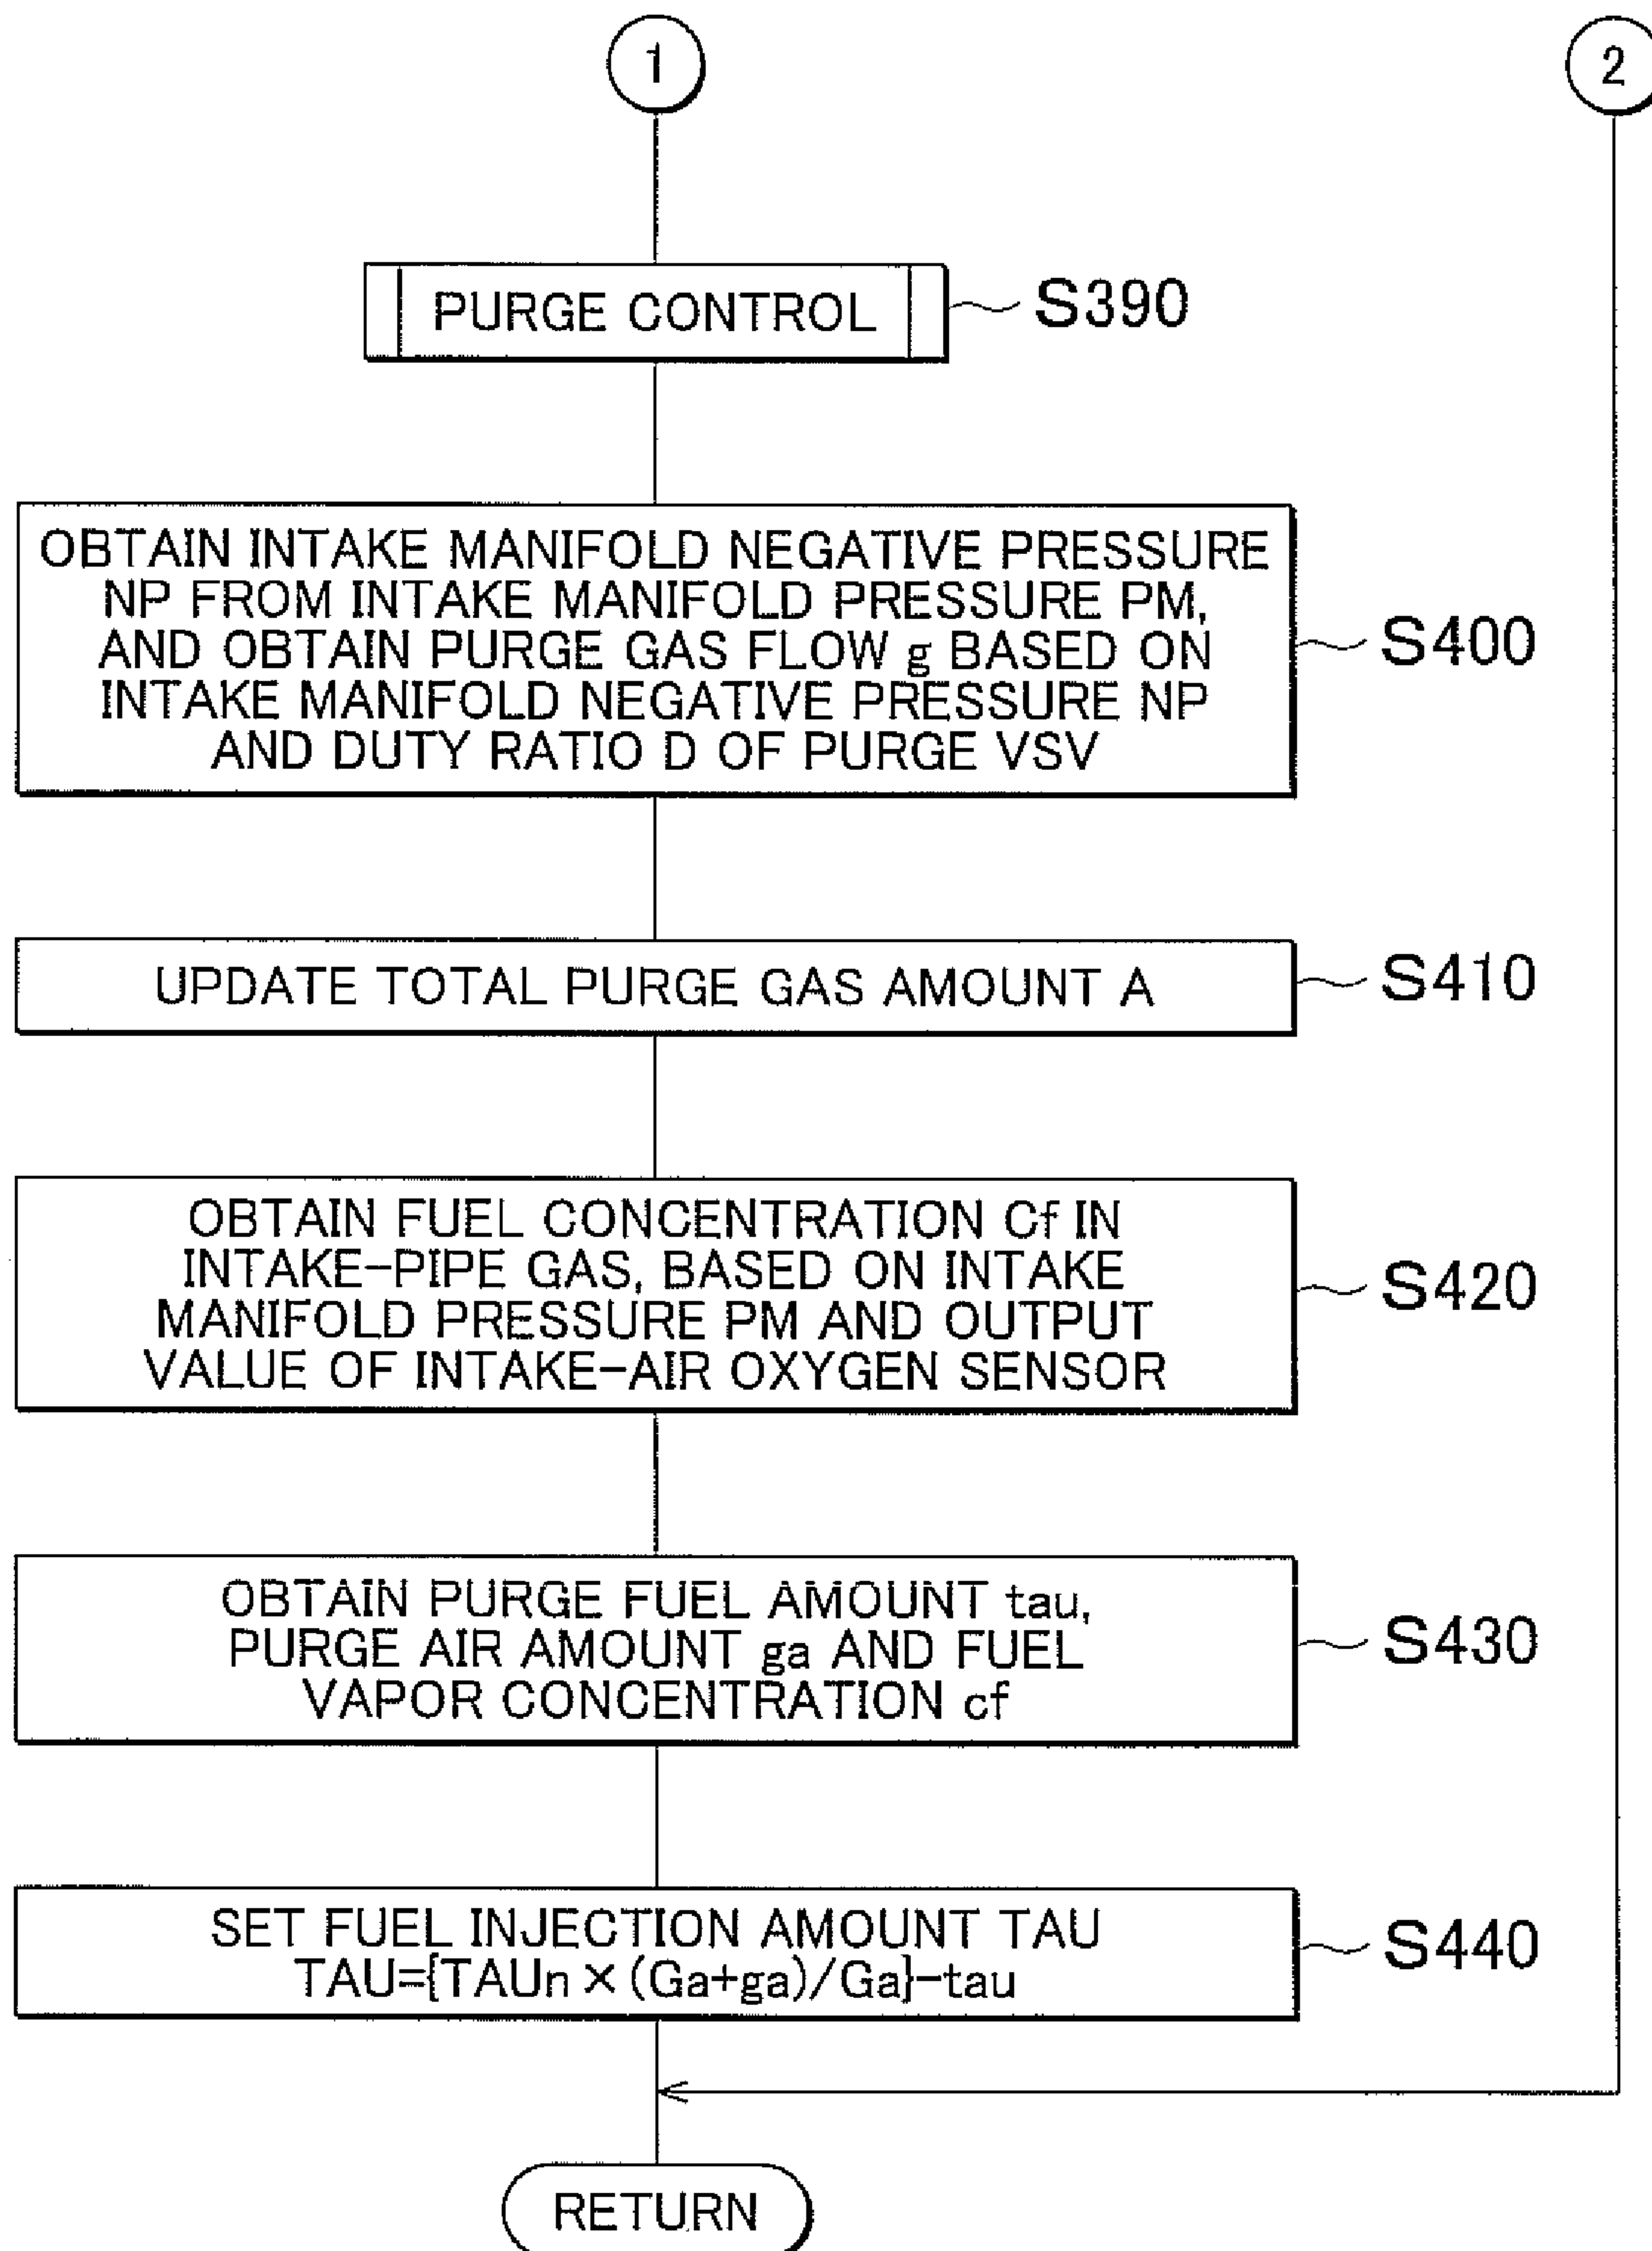 1
2
PURGE CONTROL
S390
OBTAIN INTAKE MANIFOLD NEGATIVE PRESSURE
NP FROM INTAKE MANIFOLD PRESSURE PM,
AND OBTAIN PURGE GAS FLOW g BASED ON
INTAKE MANIFOLD NEGATIVE PRESSURE NP
AND DUTY RATIO D OF PURGE VSV
S400
UPDATE TOTAL PURGE GAS AMOUNT A
S410
OBTAIN FUEL CONCENTRATION Cf IN
INTAKE-PIPE GAS, BASED ON INTAKE
MANIFOLD PRESSURE PM AND OUTPUT
VALUE OF INTAKE-AIR OXYGEN SENSOR
S420
OBTAIN PURGE FUEL AMOUNT tau,
PURGE AIR AMOUNT ga AND FUEL
VAPOR CONCENTRATION cf
S430
SET FUEL INJECTION AMOUNT TAU
TAU={TAUn×(Ga+ga)/Ga}-tau
S440
RETURN